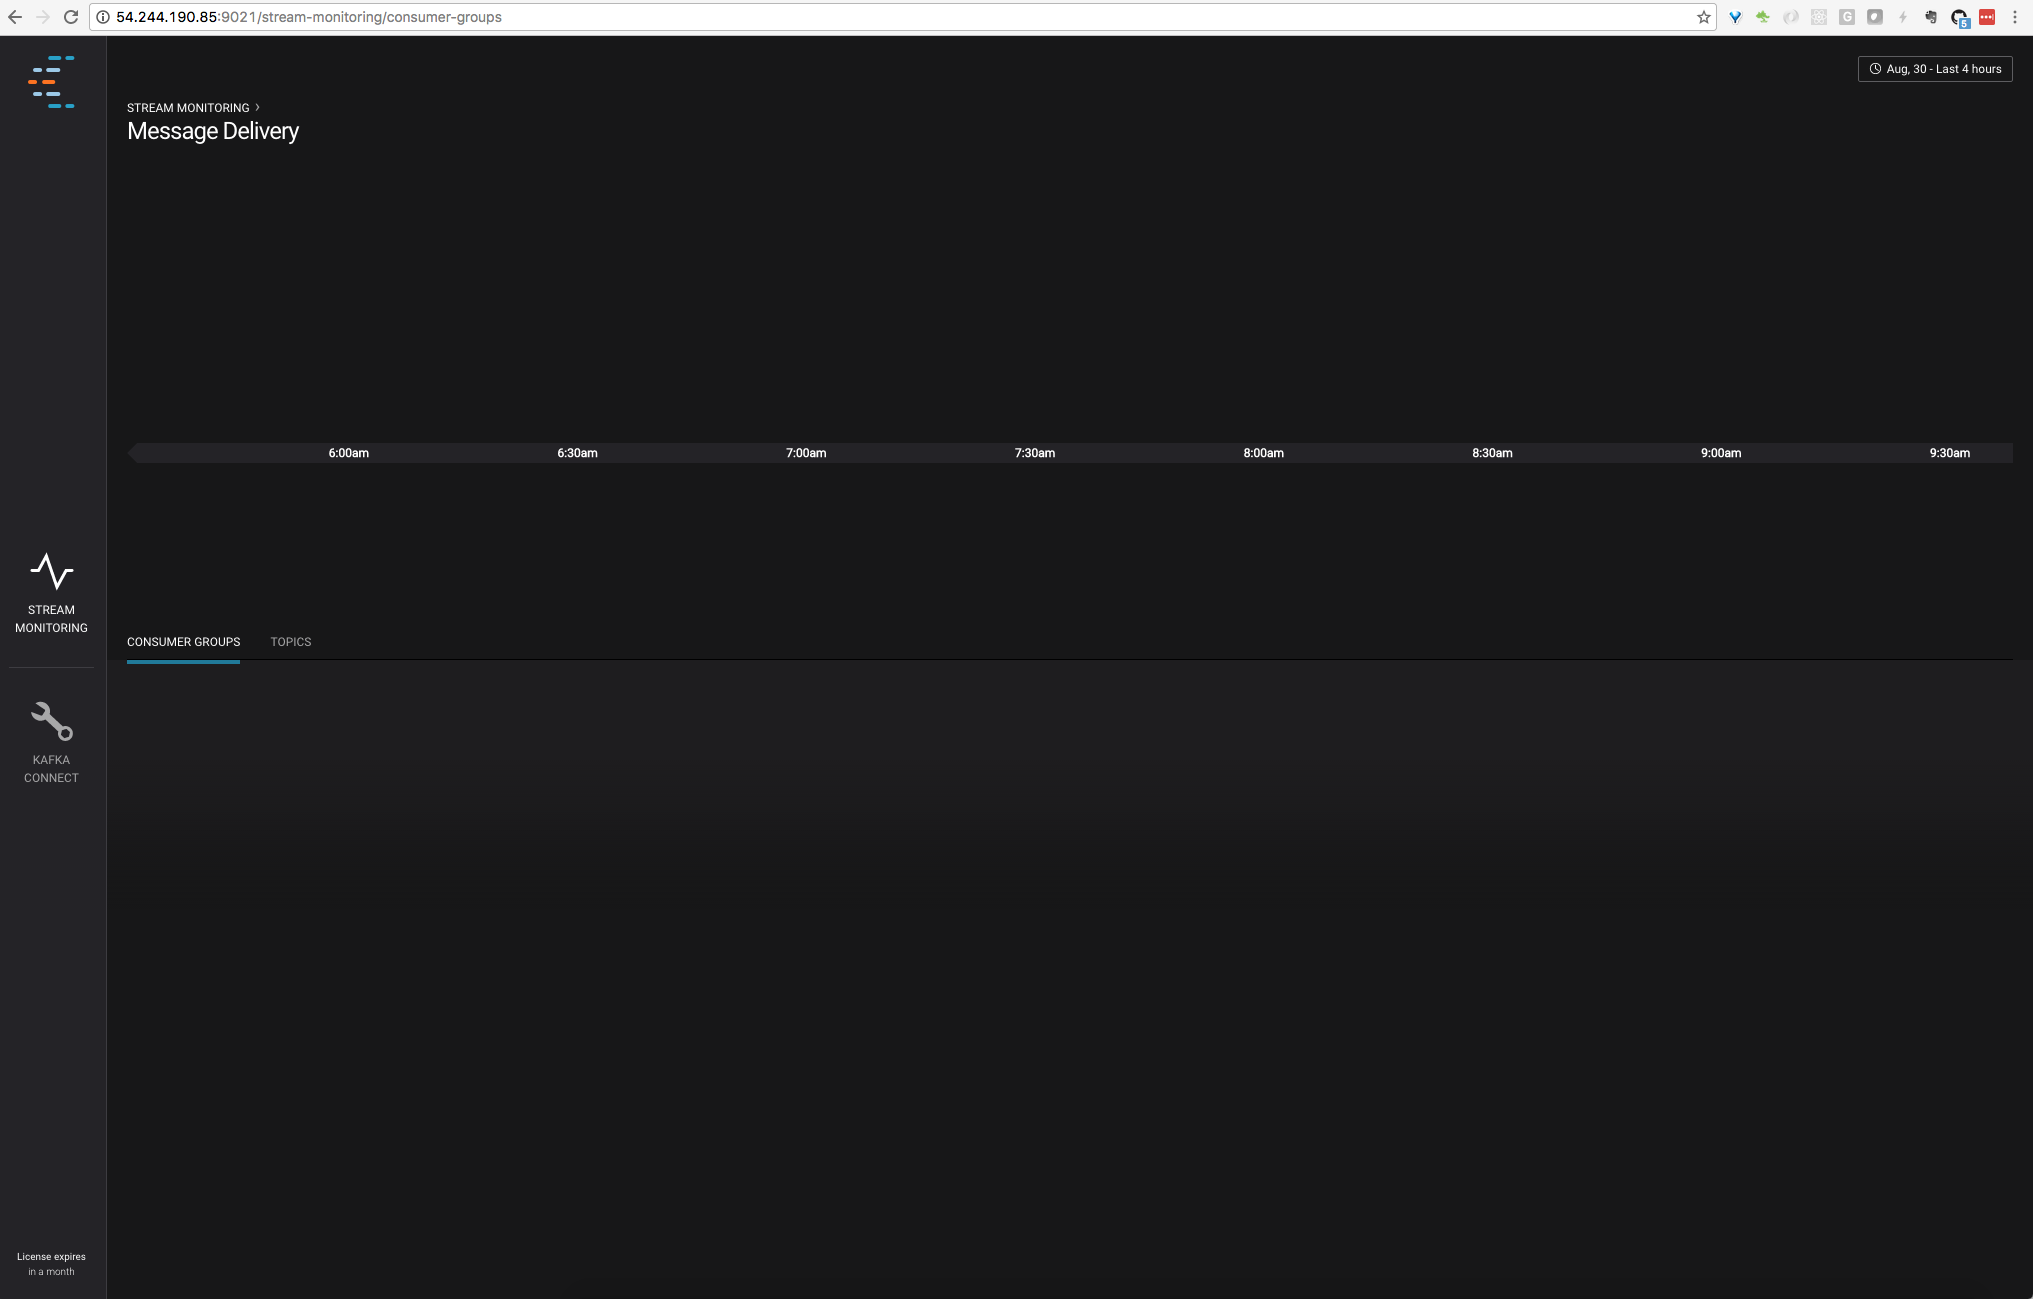 54.244.190.85:9021/stream-monitoring/consumer-groups
G
5
Aug, 30 - Last 4 hours
STREAM MONITORING ›
Message Delivery
6:00am 6:30am 7:00am 7:30am 8:00am 8:30am 9:00am 9:30am
STREAM
MONITORING
CONSUMER GROUPS TOPICS
KAFKA
CONNECT
License expires
in a month